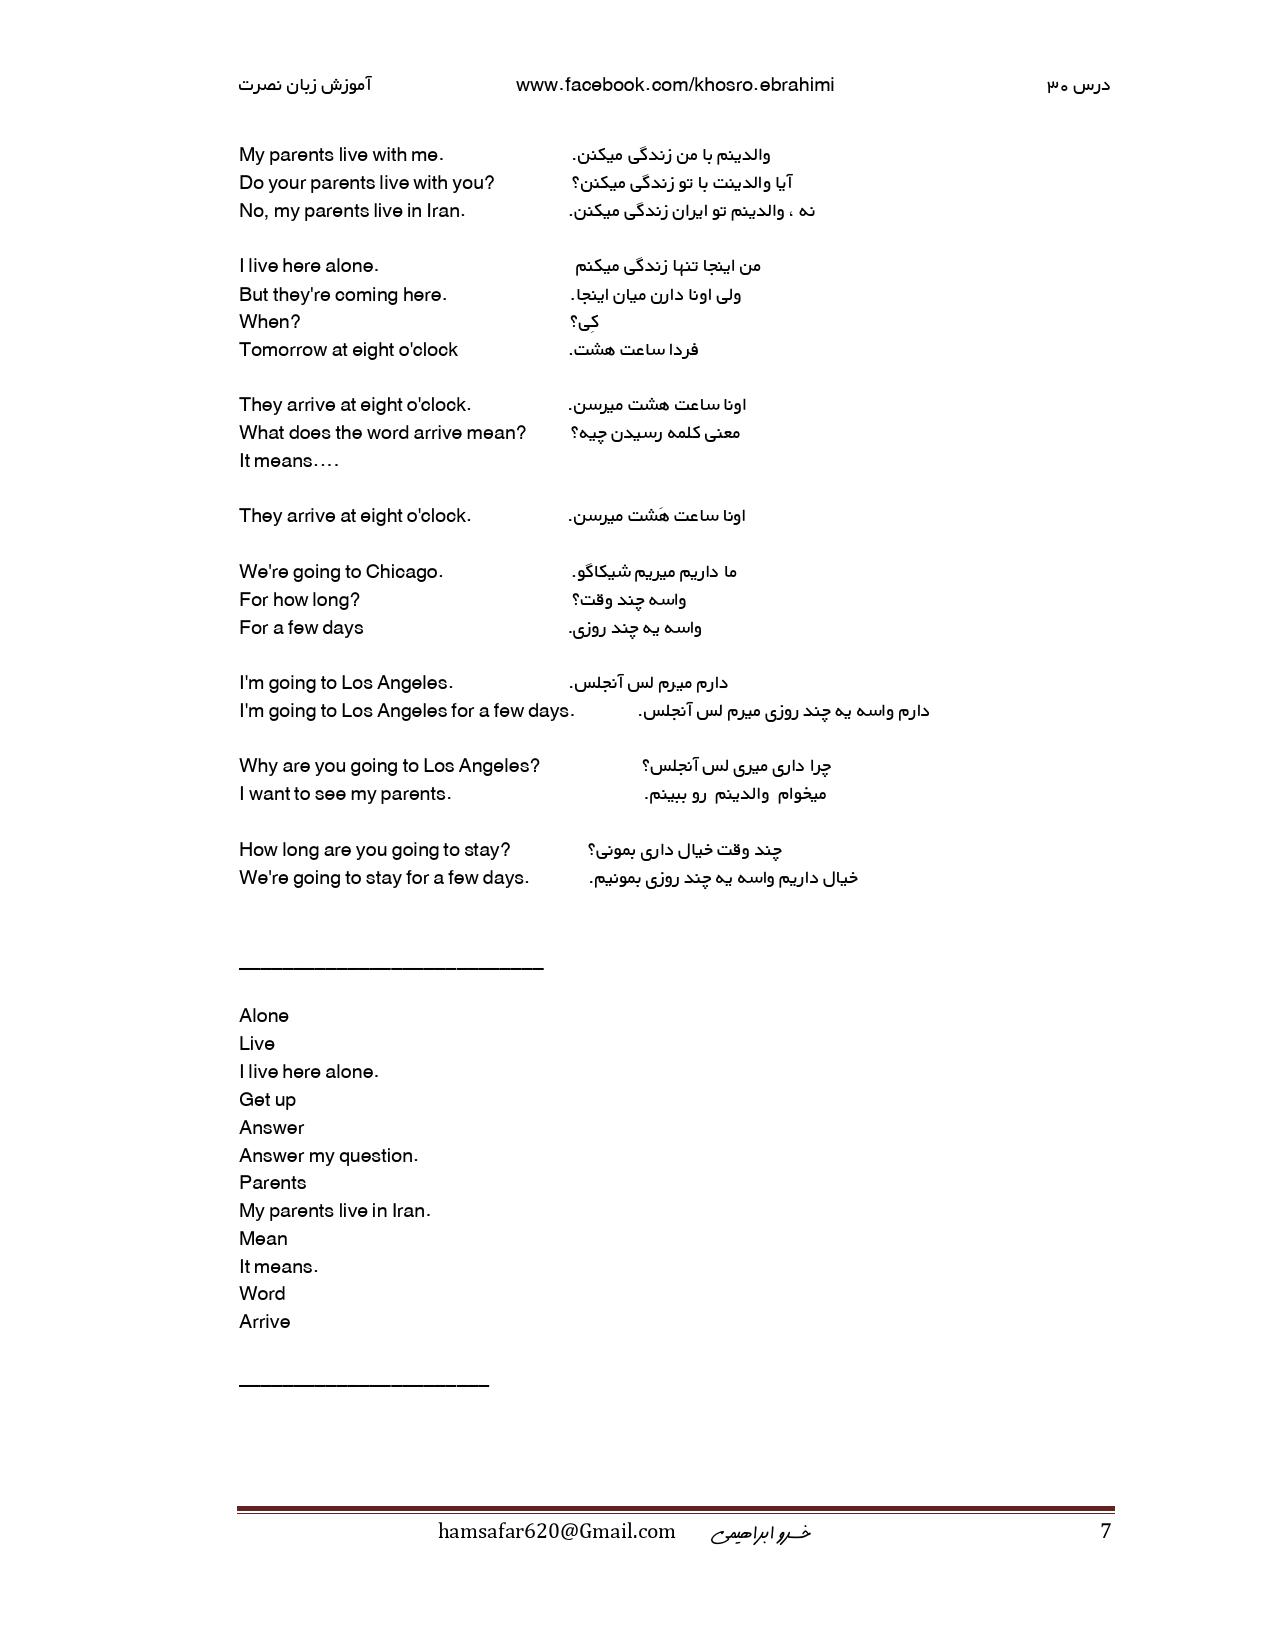 آموزش زبان نصرت www.facebook.com/khosro.ebrahimi درس ۳۰
My parents live with me. والدینم با من زندگی میکنن.
Do your parents live with you? آیا والدینت با تو زندگی میکنن؟
No, my parents live in Iran. نه ، والدینم تو ایران زندگی میکنن.
I live here alone. من اینجا تنها زندگی میکنم
But they're coming here. ولی اونا دارن میان اینجا.
When? کِی؟
Tomorrow at eight o'clock فردا ساعت هشت.
They arrive at eight o'clock. اونا ساعت هشت میرسن.
What does the word arrive mean? معنی کلمه رسیدن چیه؟
It means....
They arrive at eight o'clock. اونا ساعت هَشت میرسن.
We're going to Chicago. ما داریم میریم شیکاگو.
For how long? واسه چند وقت؟
For a few days واسه یه چند روزی.
I'm going to Los Angeles. دارم میرم لس آنجلس.
I'm going to Los Angeles for a few days. دارم واسه یه چند روزی میرم لس آنجلس.
Why are you going to Los Angeles? چرا داری میری لس آنجلس؟
I want to see my parents. میخوام والدینم رو ببینم.
How long are you going to stay? چند وقت خیال داری بمونی؟
We're going to stay for a few days. خیال داریم واسه یه چند روزی بمونیم.
Alone
Live
I live here alone.
Get up
Answer
Answer my question.
Parents
My parents live in Iran.
Mean
It means.
Word
Arrive
hamsafar620@Gmail.com خسرو ابراهیمی 7